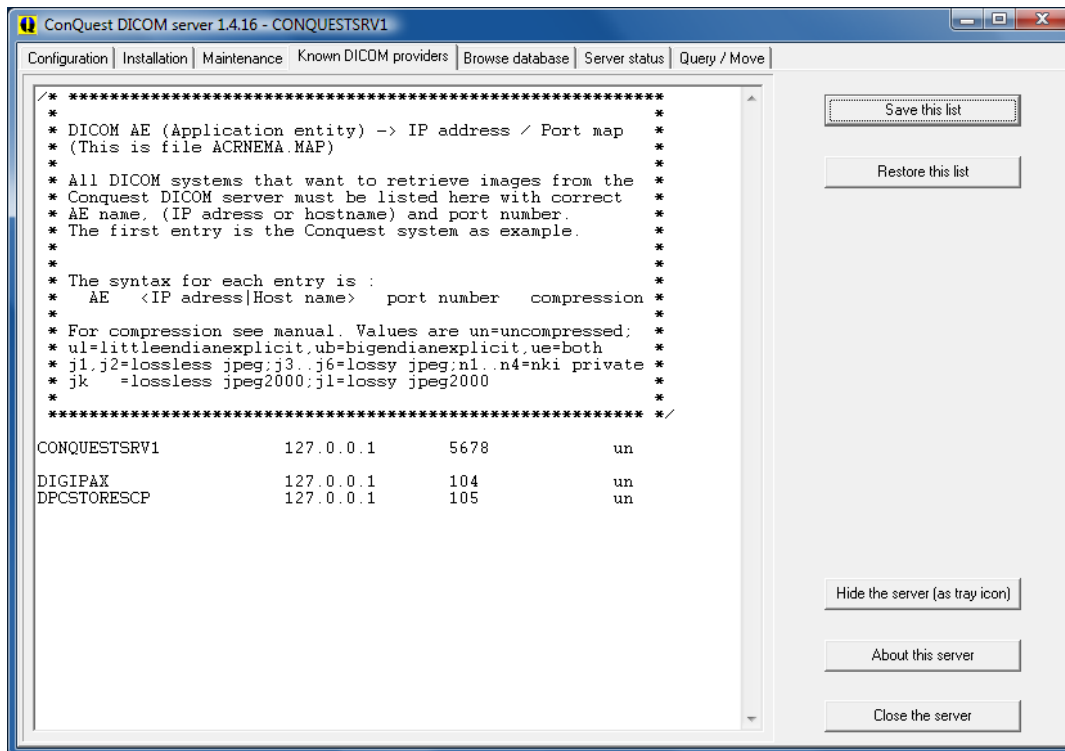 ConQuest DICOM server 1.4.16 - CONQUESTSRV1
Configuration Installation Maintenance Known DICOM providers Browse database Server status Query / Move
/* **********************************************************
* *
* DICOM AE (Application entity) -> IP address / Port map *
* (This is file ACRNEMA.MAP) *
* *
* All DICOM systems that want to retrieve images from the *
* Conquest DICOM server must be listed here with correct *
* AE name, (IP adress or hostname) and port number. *
* The first entry is the Conquest system as example. *
* *
* *
* The syntax for each entry is : *
* AE <IP adress|Host name> port number compression *
* *
* For compression see manual. Values are un=uncompressed; *
* ul=littleendianexplicit,ub=bigendianexplicit,ue=both *
* j1,j2=lossless jpeg;j3..j6=lossy jpeg;n1..n4=nki private *
* jk =lossless jpeg2000;jl=lossy jpeg2000 *
* *
********************************************************** */
CONQUESTSRV1 127.0.0.1 5678 un
DIGIPAX 127.0.0.1 104 un
DPCSTORESCP 127.0.0.1 105 un
Save this list
Restore this list
Hide the server (as tray icon)
About this server
Close the server